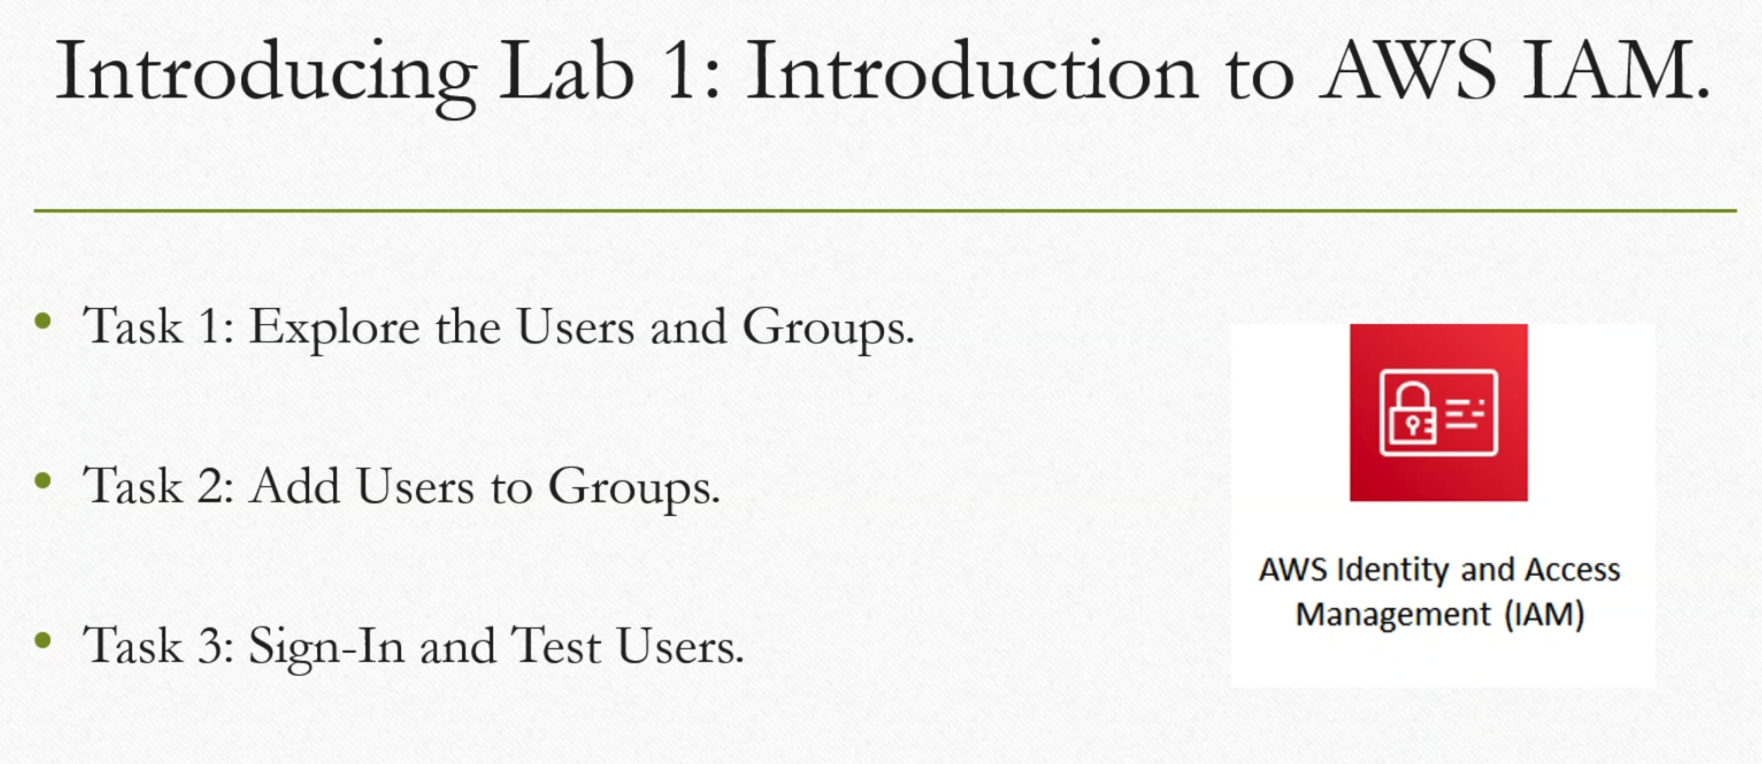 Introducing Lab 1: Introduction to AWS IAM.
• Task 1: Explore the Users and Groups.
• Task 2: Add Users to Groups.
• Task 3: Sign-In and Test Users.
AWS Identity and Access
Management (IAM)